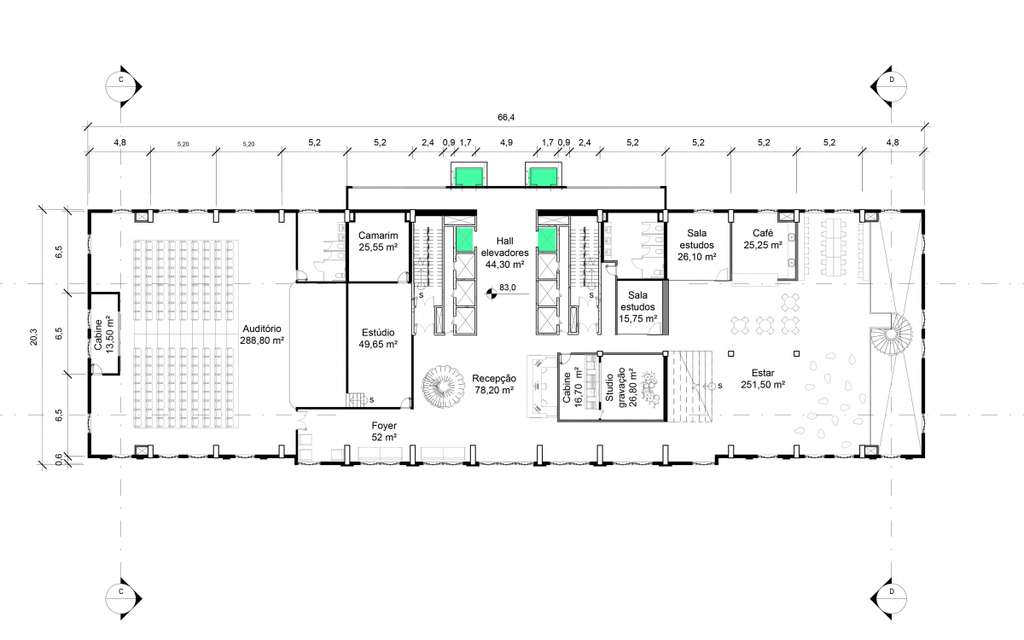 C
D
66,4
4,8
5,20
5,20
5,2
5,2
2,4
0,9
1,7
4,9
1,7
0,9
2,4
5,2
5,2
5,2
5,2
4,8
20,3
6,5
6,5
6,5
0,6
Camarim
25,55 m²
Hall
elevadores
44,30 m²
83,0
Sala
estudos
26,10 m²
Café
25,25 m²
S
S
Sala
estudos
15,75 m²
Cabine
13,50 m²
Auditório
288,80 m²
Estúdio
49,65 m²
Recepção
78,20 m²
Cabine
16,70 m²
Studio
gravação
26,80 m²
S
Estar
251,50 m²
S
Foyer
52 m²
C
D